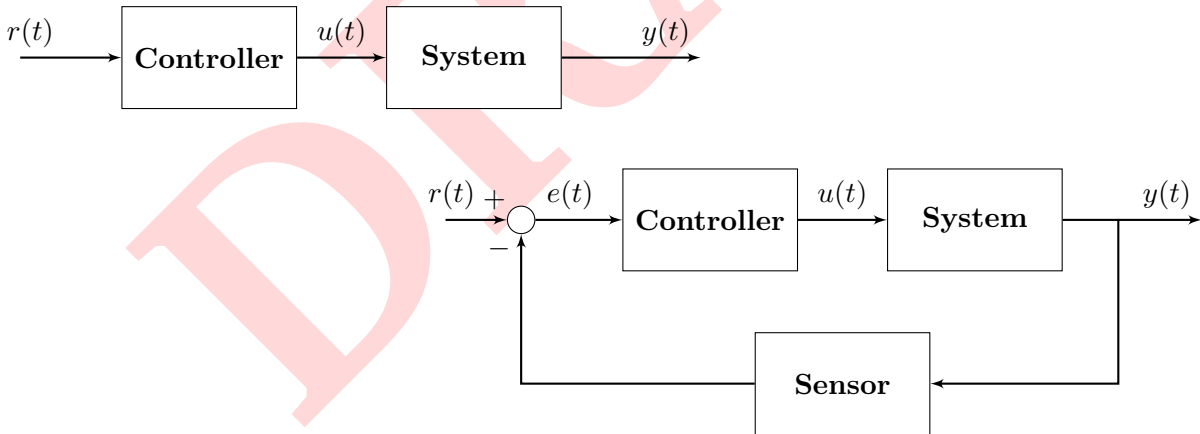 r(t) Controller u(t) System y(t)
r(t) + − e(t) Controller u(t) System y(t)
Sensor